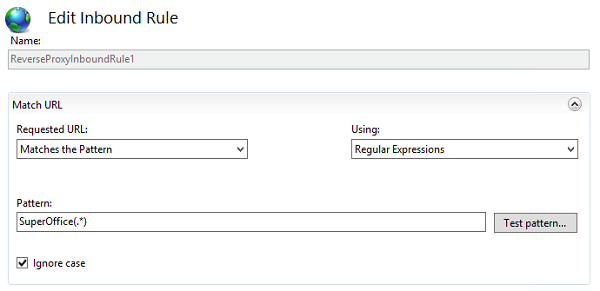 Edit Inbound Rule
Name:
ReverseProxyInboundRule1
Match URL
Requested URL:
Using:
Matches the Pattern
Regular Expressions
Pattern:
SuperOffice(.*)
Test pattern...
Ignore case